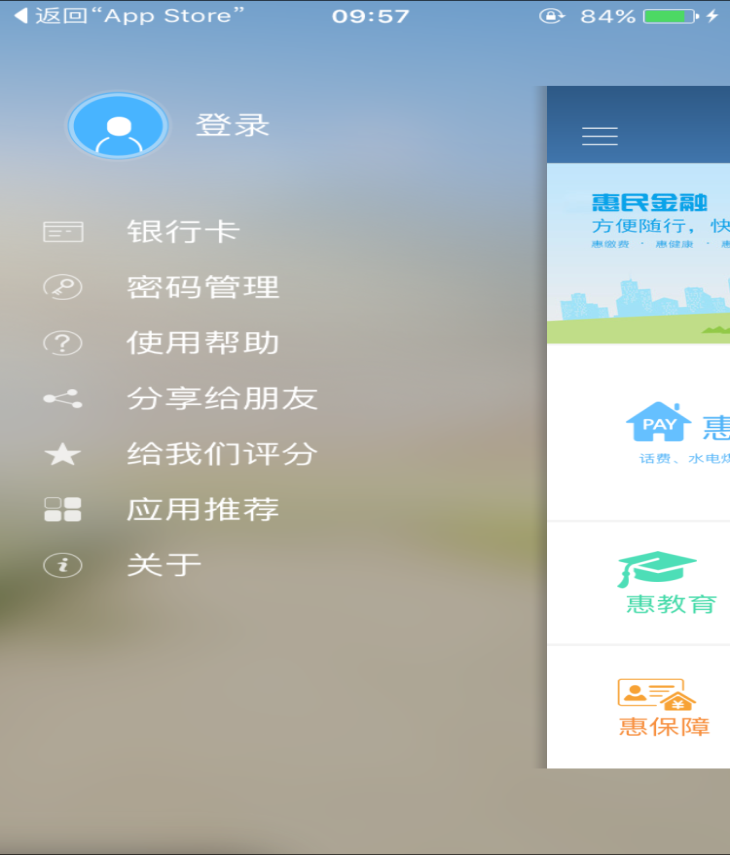 返回“App Store”
09:57
84%
登录
银行卡
密码管理
使用帮助
分享给朋友
给我们评分
应用推荐
关于
惠民金融
方便随行，快
惠缴费 · 惠健康 ·
PAY 惠
话费、水电
惠教育
惠保障